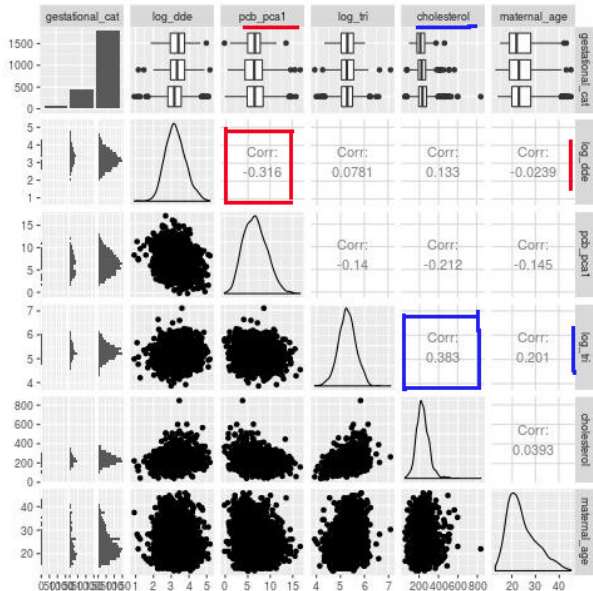 gestational_cat log_dde pcb_pca1 log_tri cholesterol maternal_age
1500
1000
500
0
gestational_cat
5
4
3
2
1
Corr:
-0.316
Corr:
0.0781
Corr:
0.133
Corr:
-0.0239
log_dde
15
10
5
0
Corr:
-0.14
Corr:
-0.212
Corr:
-0.145
pcb_pca1
7
6
5
4
Corr:
0.383
Corr:
0.201
log_tri
800
600
400
200
0
Corr:
0.0393
cholesterol
40
30
20
maternal_age
1 2 3 4 5 0 5 10 15 4 5 6 7 200 400 600 800 20 30 40